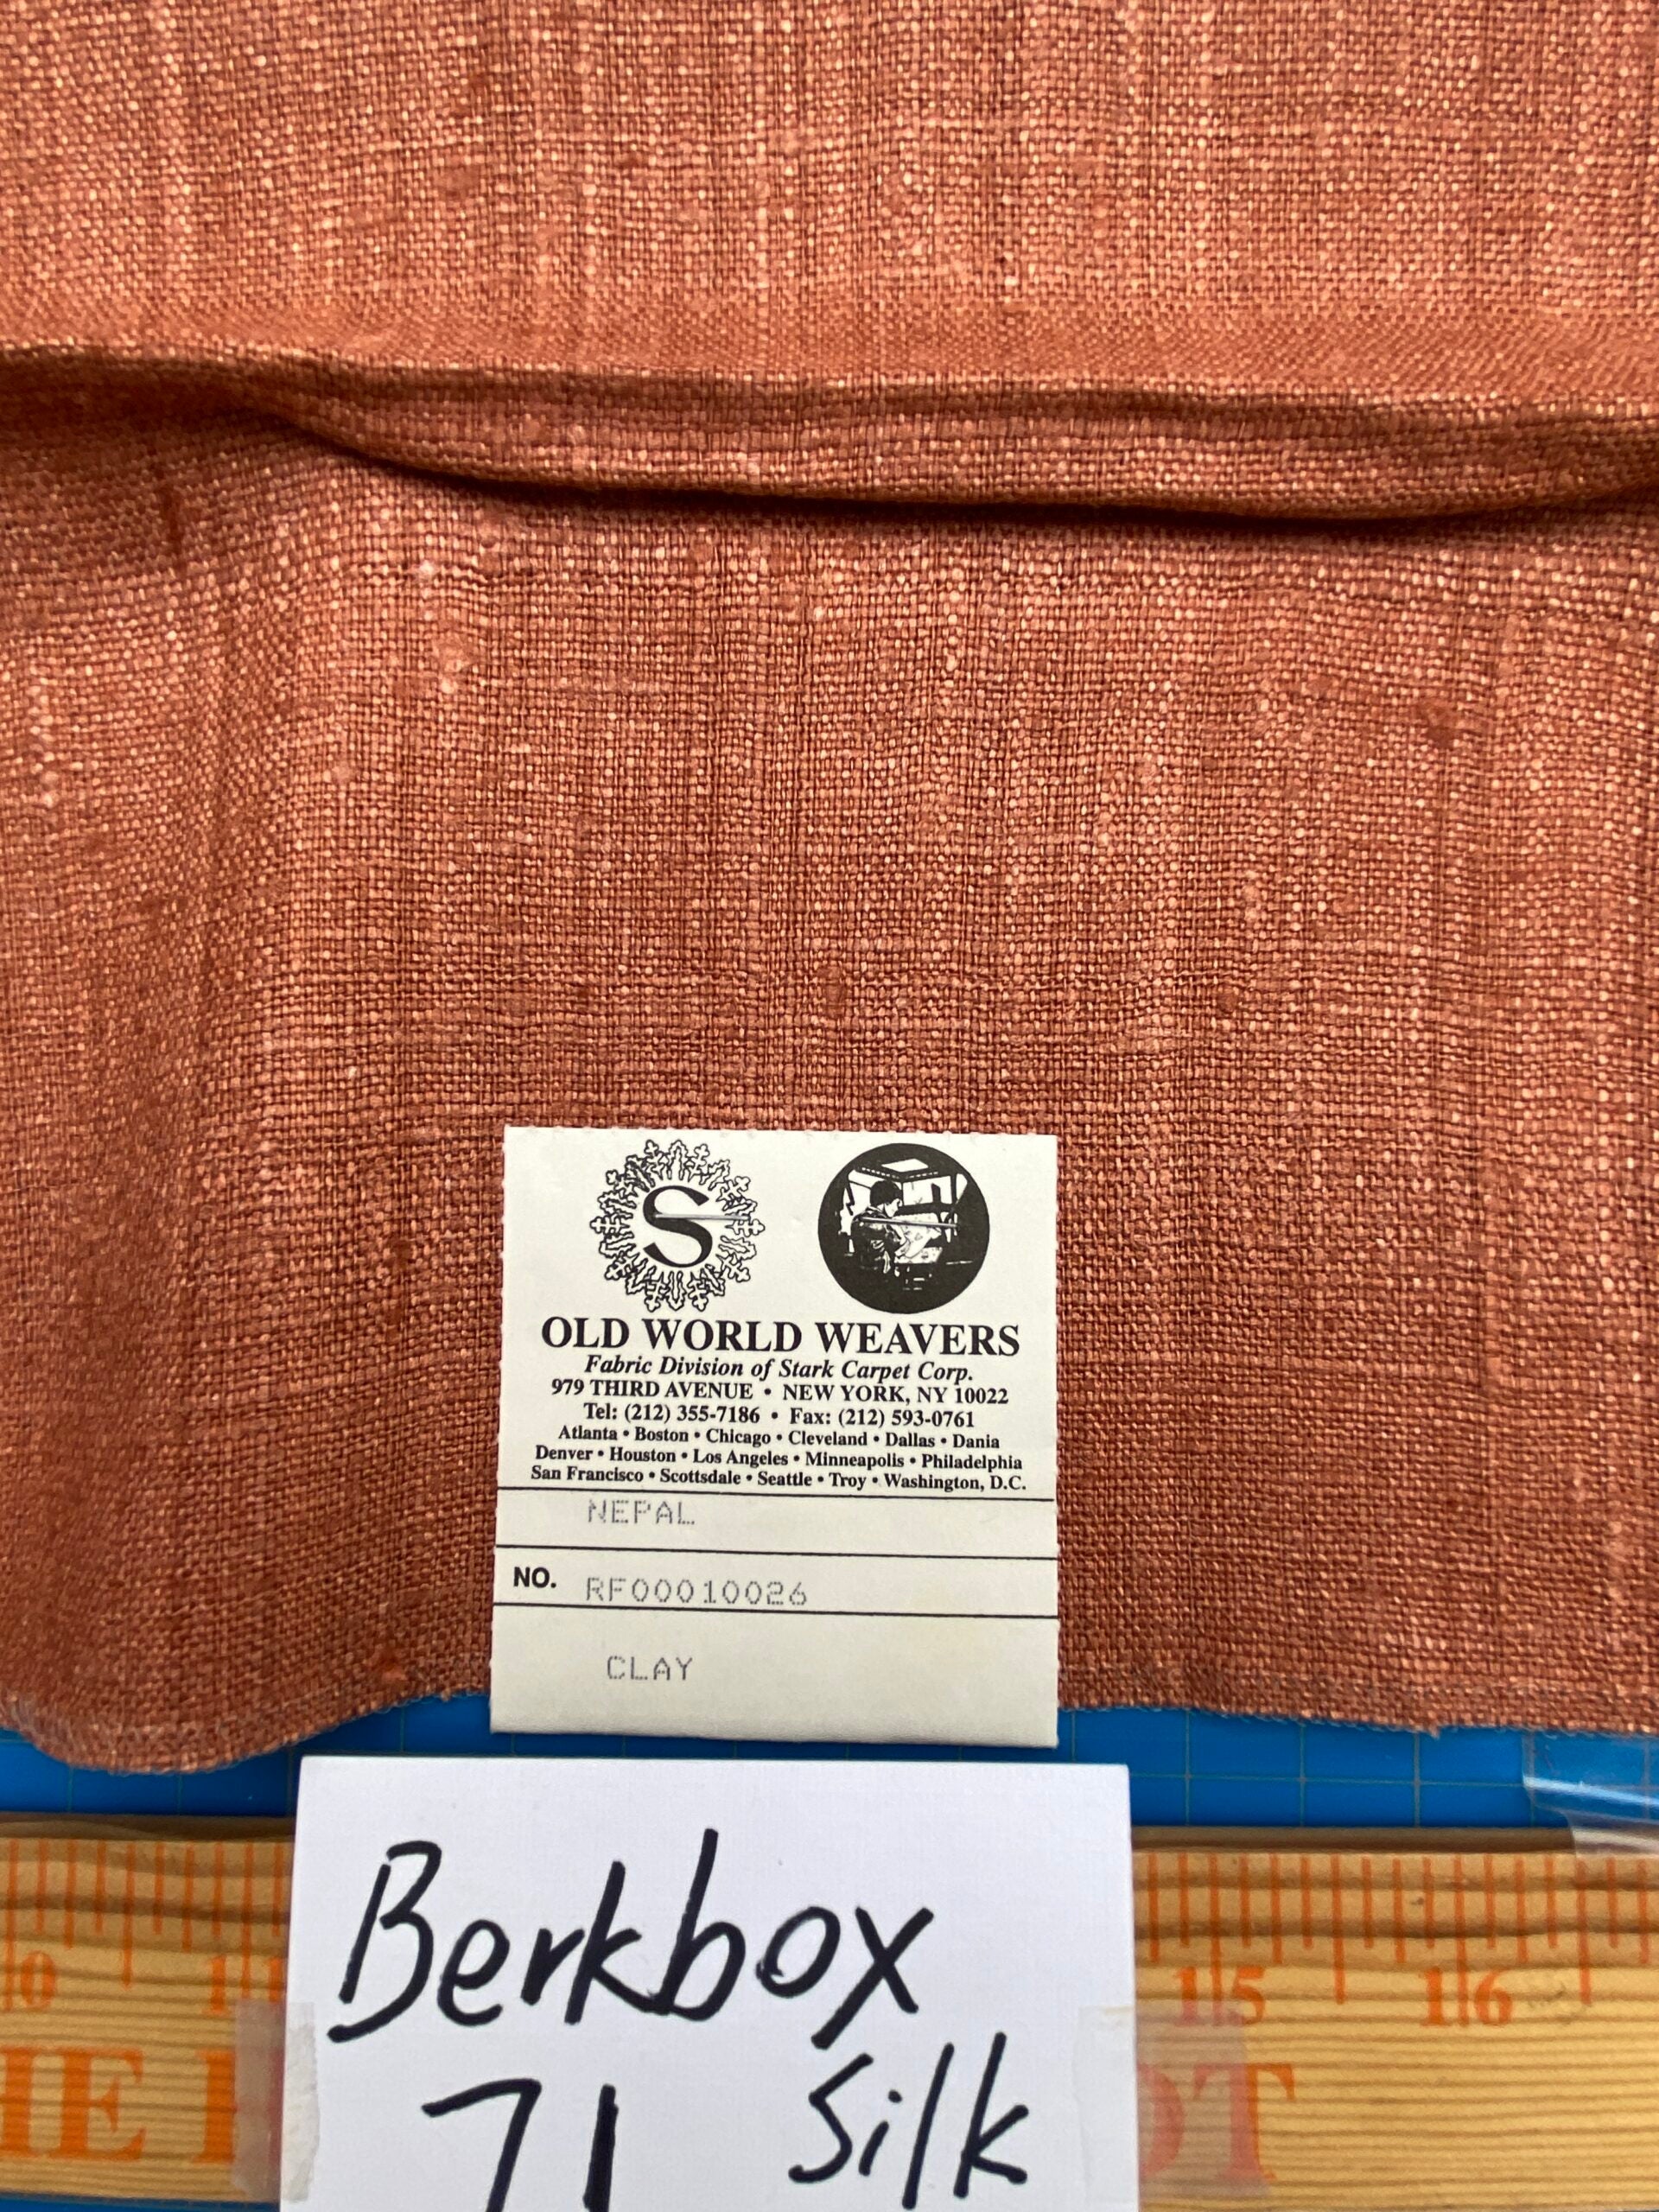 S
OLD WORLD WEAVERS
Fabric Division of Stark Carpet Corp.
979 THIRD AVENUE • NEW YORK, NY 10022
Tel: (212) 355-7186 • Fax: (212) 593-0761
Atlanta • Boston • Chicago • Cleveland • Dallas • Dania
Denver • Houston • Los Angeles • Minneapolis • Philadelphia
San Francisco • Scottsdale • Seattle • Troy • Washington, D.C.
NEPAL
NO. RF00010026
CLAY
Berkbox
Silk
71
15 16